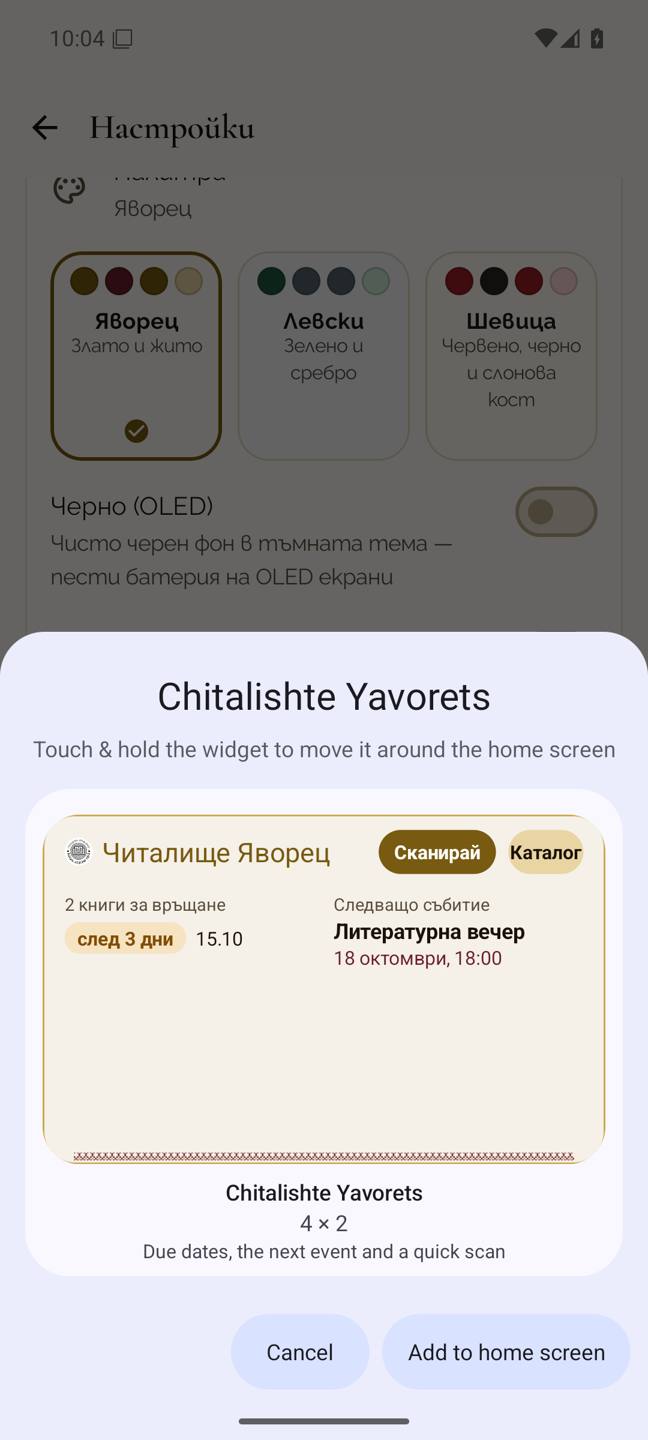 10:04
Настройки
Палитра
Яворец
Яворец
Злато и жито
Левски
Зелено и
сребро
Шевица
Червено, черно
и слонова
кост
Черно (OLED)
Чисто черен фон в тъмната тема —
пести батерия на OLED екрани
Chitalishte Yavorets
Touch & hold the widget to move it around the home screen
Читалище Яворец
Сканирай
Каталог
2 книги за връщане
след 3 дни 15.10
Следващо събитие
Литературна вечер
18 октомври, 18:00
Chitalishte Yavorets
4 × 2
Due dates, the next event and a quick scan
Cancel
Add to home screen